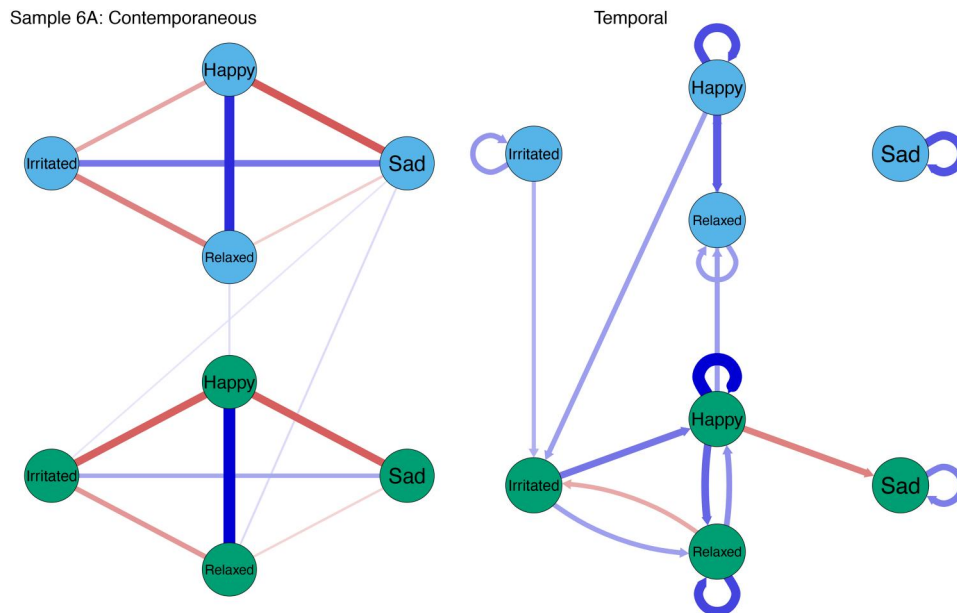 Sample 6A: Contemporaneous
Happy
Irritated
Sad
Relaxed
Happy
Irritated
Sad
Relaxed
Temporal
Happy
Irritated
Sad
Relaxed
Happy
Irritated
Sad
Relaxed